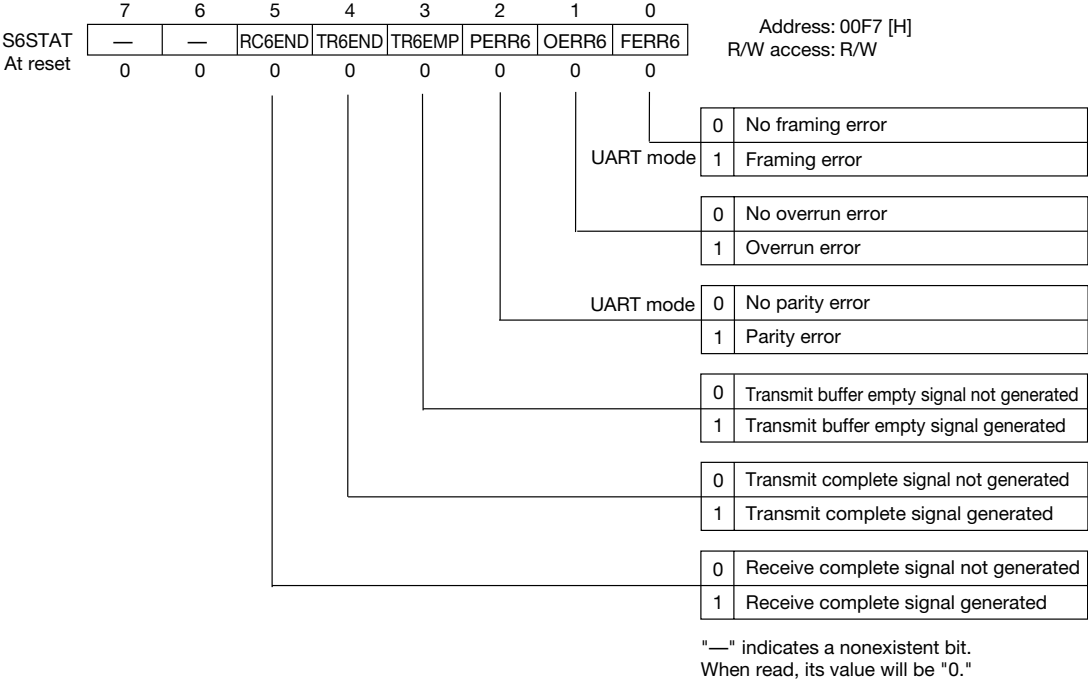 7 6 5 4 3 2 1 0
S6STAT — — RC6END TR6END TR6EMP PERR6 OERR6 FERR6
At reset 0 0 0 0 0 0 0 0
Address: 00F7 [H]
R/W access: R/W
0 No framing error
UART mode 1 Framing error
0 No overrun error
1 Overrun error
UART mode 0 No parity error
1 Parity error
0 Transmit buffer empty signal not generated
1 Transmit buffer empty signal generated
0 Transmit complete signal not generated
1 Transmit complete signal generated
0 Receive complete signal not generated
1 Receive complete signal generated
"—" indicates a nonexistent bit.
When read, its value will be "0."